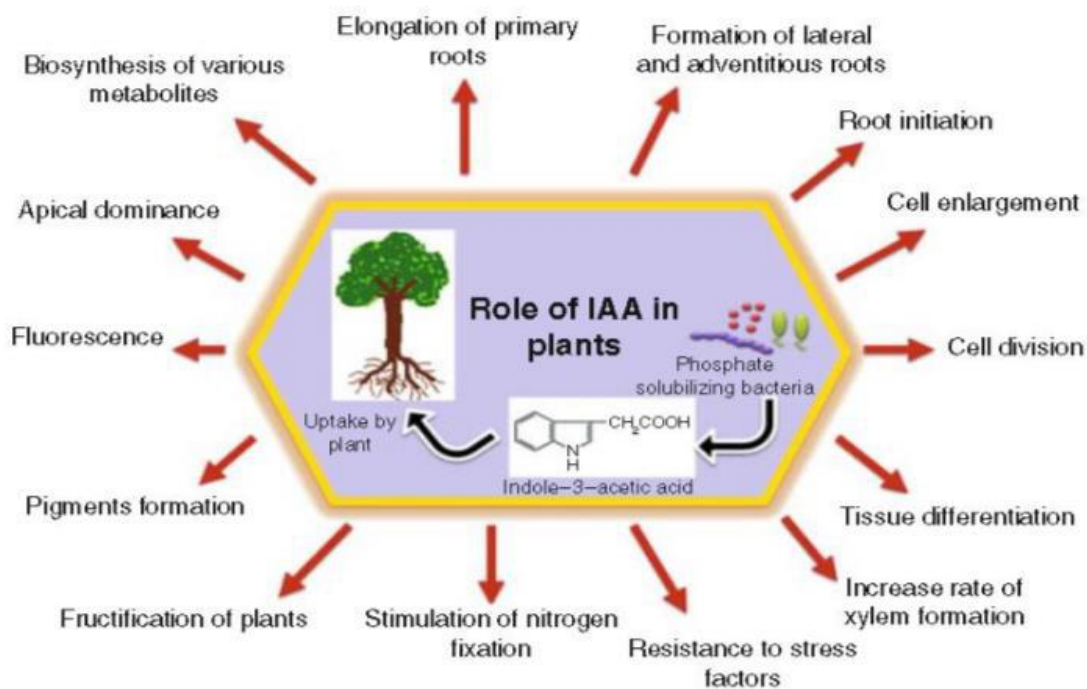 Elongation of primary
roots
Formation of lateral
and adventitious roots
Biosynthesis of various
metabolites
Root initiation
Apical dominance
Cell enlargement
Fluorescence
Cell division
Role of IAA in
plants
Phosphate
solubilizing bacteria
Uptake by
plant
CH2COOH
N
H
Indole–3–acetic acid
Pigments formation
Tissue differentiation
Fructification of plants
Stimulation of nitrogen
fixation
Resistance to stress
factors
Increase rate of
xylem formation